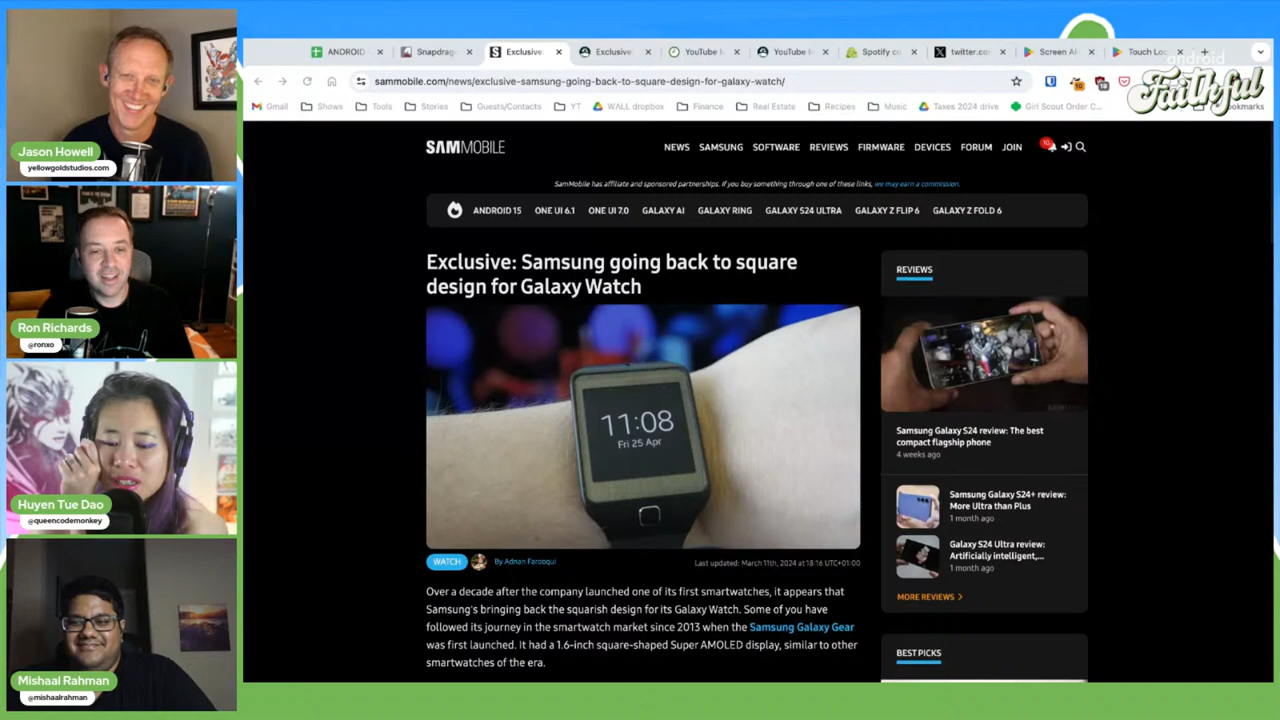 Jason Howell
yellowgoldstudios.com
Ron Richards
@ronxo
Huyen Tue Dao
@queencodemonkey
Mishaal Rahman
@mishaalrahman
android
Faithful
ANDROID
Snapdrag
Exclusive:
Exclusive
YouTube M
YouTube M
Spotify co
twitter.co
Screen A
Touch Lo
sammobile.com/news/exclusive-samsung-going-back-to-square-design-for-galaxy-watch/
Gmail Shows Tools Stories Guests/Contacts YT WALL dropbox Finance Real Estate Recipes Music Taxes 2024 drive Girl Scout Order C...
SAMMOBILE
NEWS SAMSUNG SOFTWARE REVIEWS FIRMWARE DEVICES FORUM JOIN
10
SamMobile has affiliate and sponsored partnerships. If you buy something through one of these links, we may earn a commission.
ANDROID 15 ONE UI 6.1 ONE UI 7.0 GALAXY AI GALAXY RING GALAXY S24 ULTRA GALAXY Z FLIP 6 GALAXY Z FOLD 6
Exclusive: Samsung going back to square
design for Galaxy Watch
11:08
Fri 25 Apr
WATCH By Adnan Farooqui
Last updated: March 11th, 2024 at 18:16 UTC+01:00
Over a decade after the company launched one of its first smartwatches, it appears that
Samsung's bringing back the squarish design for its Galaxy Watch. Some of you have
followed its journey in the smartwatch market since 2013 when the Samsung Galaxy Gear
was first launched. It had a 1.6-inch square-shaped Super AMOLED display, similar to other
smartwatches of the era.
REVIEWS
Samsung Galaxy S24 review: The best
compact flagship phone
4 weeks ago
Samsung Galaxy S24+ review:
More Ultra than Plus
1 month ago
Galaxy S24 Ultra review:
Artificially intelligent,...
1 month ago
MORE REVIEWS
BEST PICKS